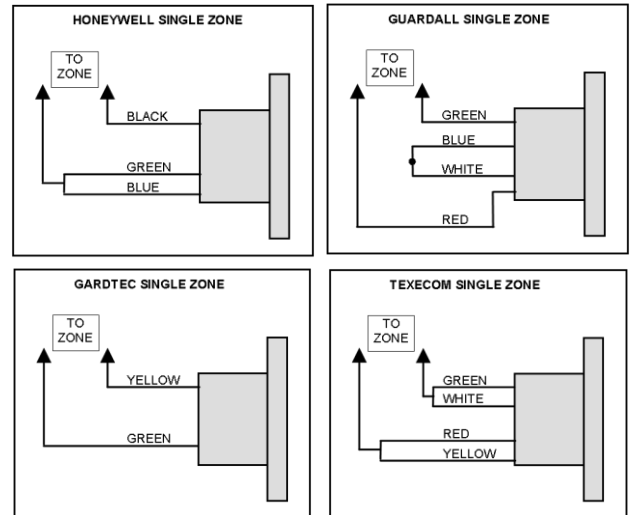 HONEYWELL SINGLE ZONE
TO
ZONE
BLACK
GREEN
BLUE
GUARDALL SINGLE ZONE
TO
ZONE
GREEN
BLUE
WHITE
RED
GARDTEC SINGLE ZONE
TO
ZONE
YELLOW
GREEN
TEXECOM SINGLE ZONE
TO
ZONE
GREEN
WHITE
RED
YELLOW